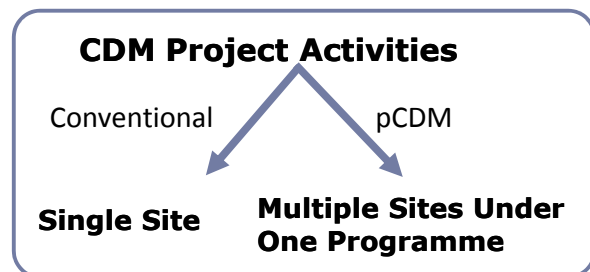 CDM Project Activities
Conventional
pCDM
Single Site
Multiple Sites Under
One Programme